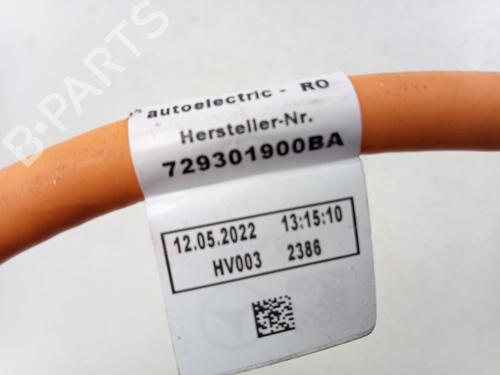 autoelectric - RO
Hersteller-Nr.
729301900BA
12.05.2022 13:15:10
HV003 2386
B-PARTS